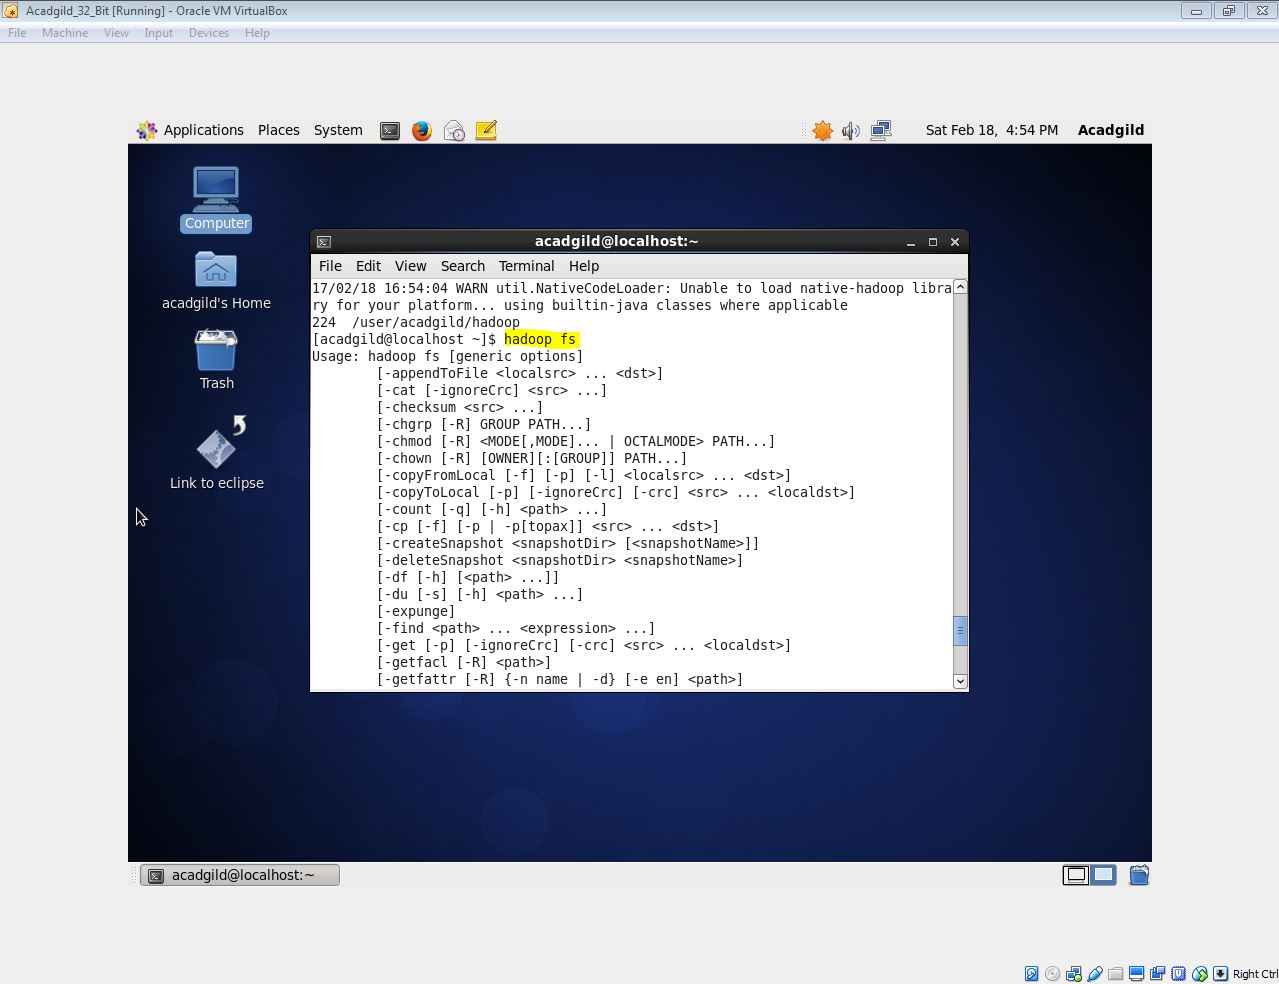 Acadgild_32_Bit [Running] - Oracle VM VirtualBox
File Machine View Input Devices Help
Applications Places System Sat Feb 18, 4:54 PM Acadgild
Computer
acadgild's Home
Trash
Link to eclipse
acadgild@localhost:~
File Edit View Search Terminal Help
17/02/18 16:54:04 WARN util.NativeCodeLoader: Unable to load native-hadoop libra
ry for your platform... using builtin-java classes where applicable
224  /user/acadgild/hadoop
[acadgild@localhost ~]$ hadoop fs
Usage: hadoop fs [generic options]
[-appendToFile <localsrc> ... <dst>]
[-cat [-ignoreCrc] <src> ...]
[-checksum <src> ...]
[-chgrp [-R] GROUP PATH...]
[-chmod [-R] <MODE[,MODE]... | OCTALMODE> PATH...]
[-chown [-R] [OWNER][:[GROUP]] PATH...]
[-copyFromLocal [-f] [-p] [-l] <localsrc> ... <dst>]
[-copyToLocal [-p] [-ignoreCrc] [-crc] <src> ... <localdst>]
[-count [-q] [-h] <path> ...]
[-cp [-f] [-p | -p[topax]] <src> ... <dst>]
[-createSnapshot <snapshotDir> [<snapshotName>]]
[-deleteSnapshot <snapshotDir> <snapshotName>]
[-df [-h] [<path> ...]]
[-du [-s] [-h] <path> ...]
[-expunge]
[-find <path> ... <expression> ...]
[-get [-p] [-ignoreCrc] [-crc] <src> ... <localdst>]
[-getfacl [-R] <path>]
[-getfattr [-R] {-n name | -d} [-e en] <path>]
acadgild@localhost:~
Right Ctrl